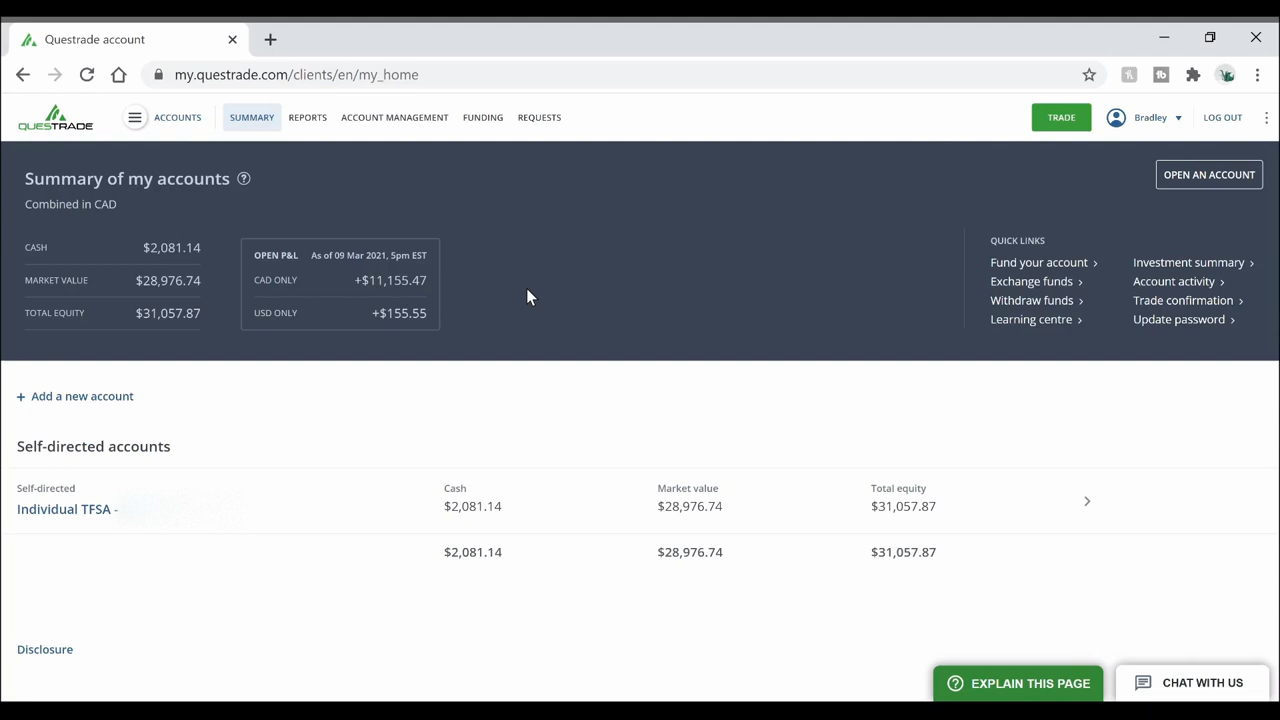 Questrade account
my.questrade.com/clients/en/my_home
QUESTRADE
ACCOUNTS
SUMMARY
REPORTS
ACCOUNT MANAGEMENT
FUNDING
REQUESTS
TRADE
Bradley
LOG OUT
Summary of my accounts
OPEN AN ACCOUNT
Combined in CAD
CASH $2,081.14
MARKET VALUE $28,976.74
TOTAL EQUITY $31,057.87
OPEN P&L As of 09 Mar 2021, 5pm EST
CAD ONLY +$11,155.47
USD ONLY +$155.55
QUICK LINKS
Fund your account
Exchange funds
Withdraw funds
Learning centre
Investment summary
Account activity
Trade confirmation
Update password
+ Add a new account
Self-directed accounts
Self-directed Cash Market value Total equity
Individual TFSA - $2,081.14 $28,976.74 $31,057.87
$2,081.14 $28,976.74 $31,057.87
Disclosure
EXPLAIN THIS PAGE
CHAT WITH US